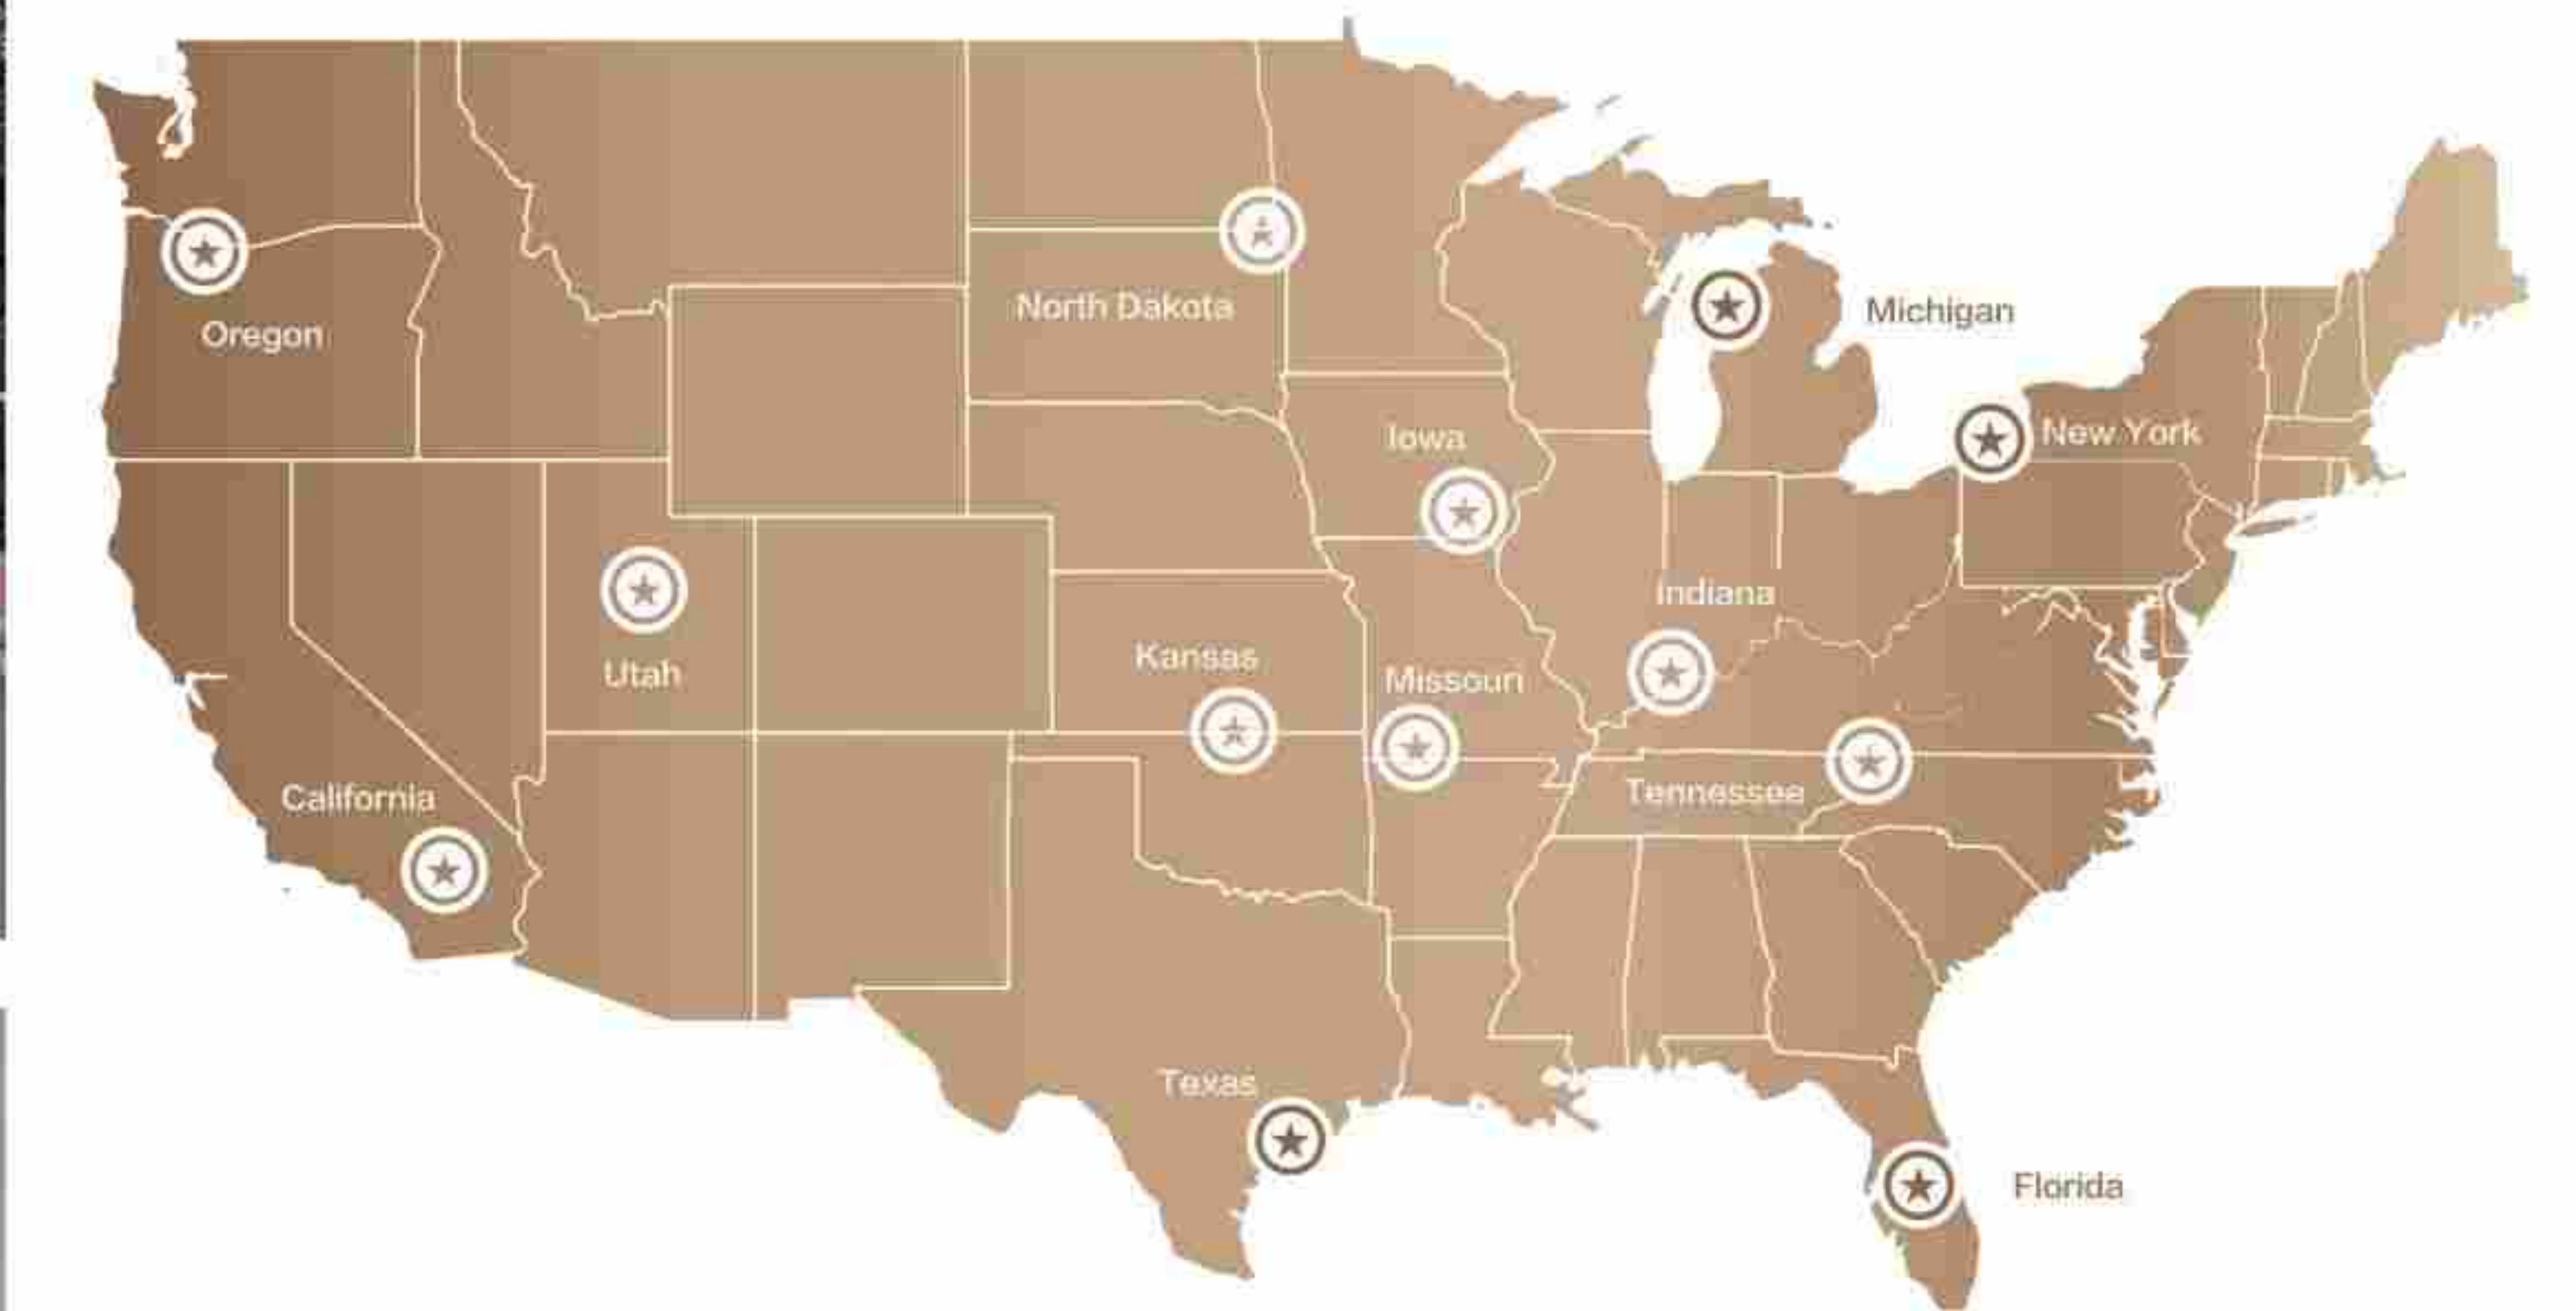 North Dakota
Michigan
Oregon
New York
Iowa
Indiana
Kansas
Utah
Missouri
Tennessee
California
Texas
Florida